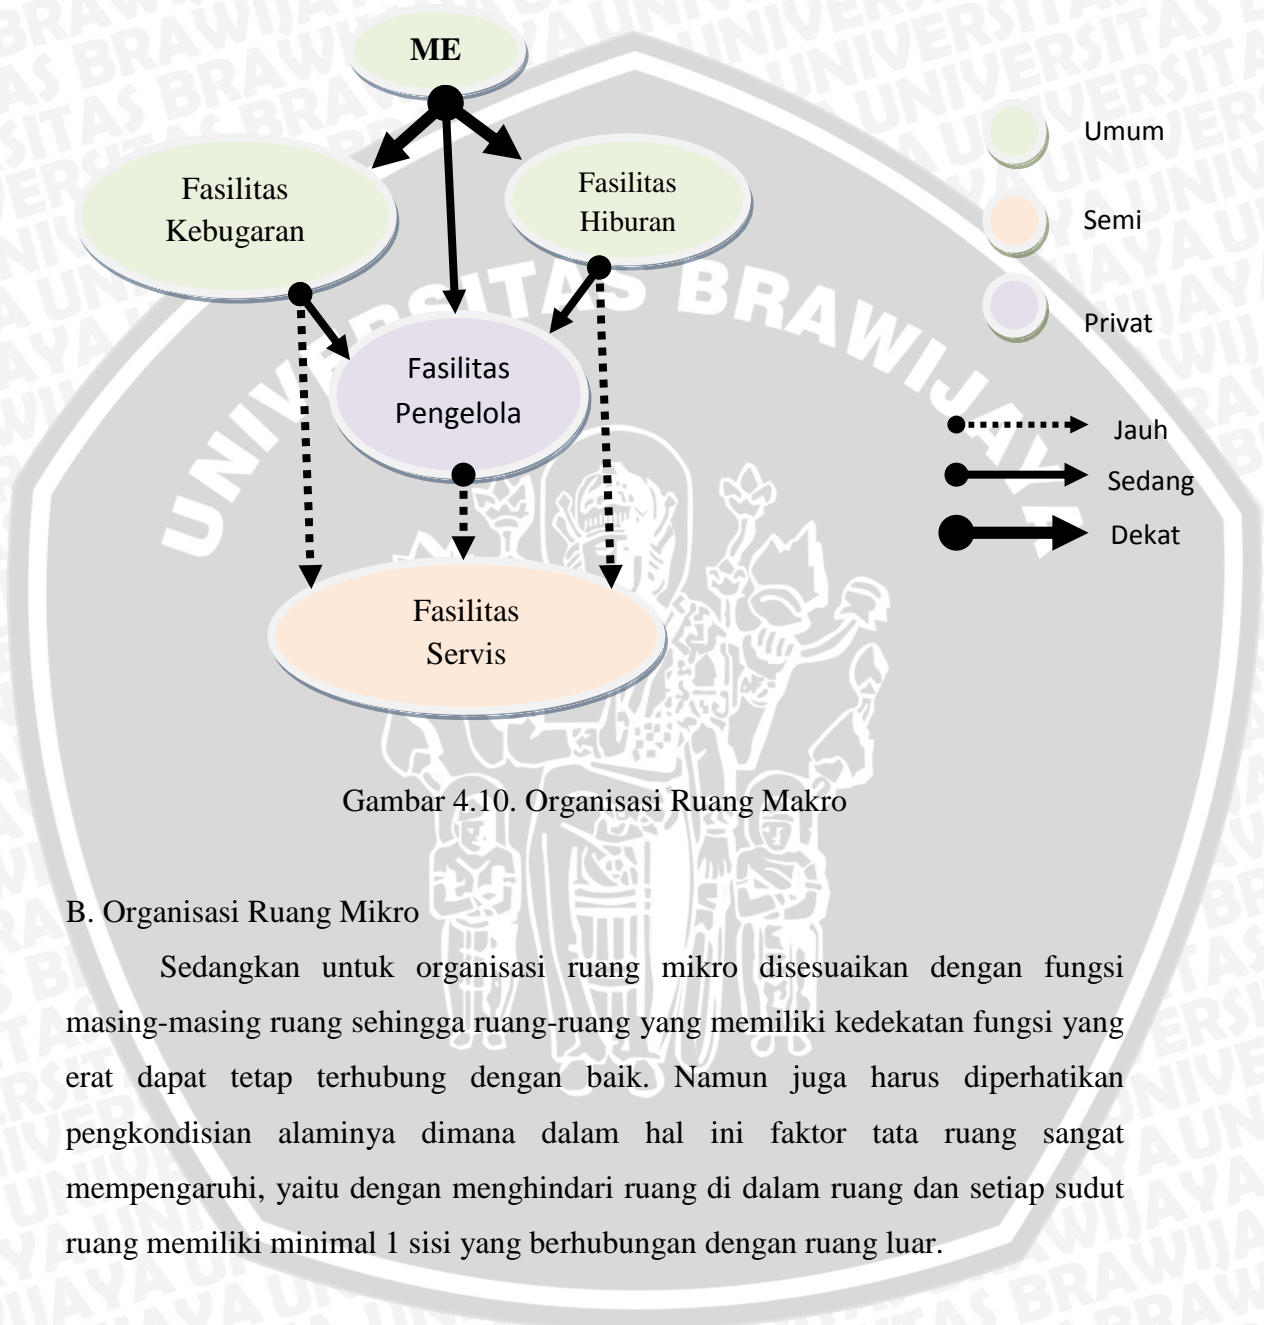 ME
Fasilitas
Kebugaran
Fasilitas
Hiburan
Fasilitas
Pengelola
Fasilitas
Servis
Umum
Semi
Privat
Jauh
Sedang
Dekat
UNIVERSITAS BRAWIJAYA
Gambar 4.10. Organisasi Ruang Makro
B. Organisasi Ruang Mikro
Sedangkan untuk organisasi ruang mikro disesuaikan dengan fungsi
masing-masing ruang sehingga ruang-ruang yang memiliki kedekatan fungsi yang
erat dapat tetap terhubung dengan baik. Namun juga harus diperhatikan
pengkondisian alaminya dimana dalam hal ini faktor tata ruang sangat
mempengaruhi, yaitu dengan menghindari ruang di dalam ruang dan setiap sudut
ruang memiliki minimal 1 sisi yang berhubungan dengan ruang luar.